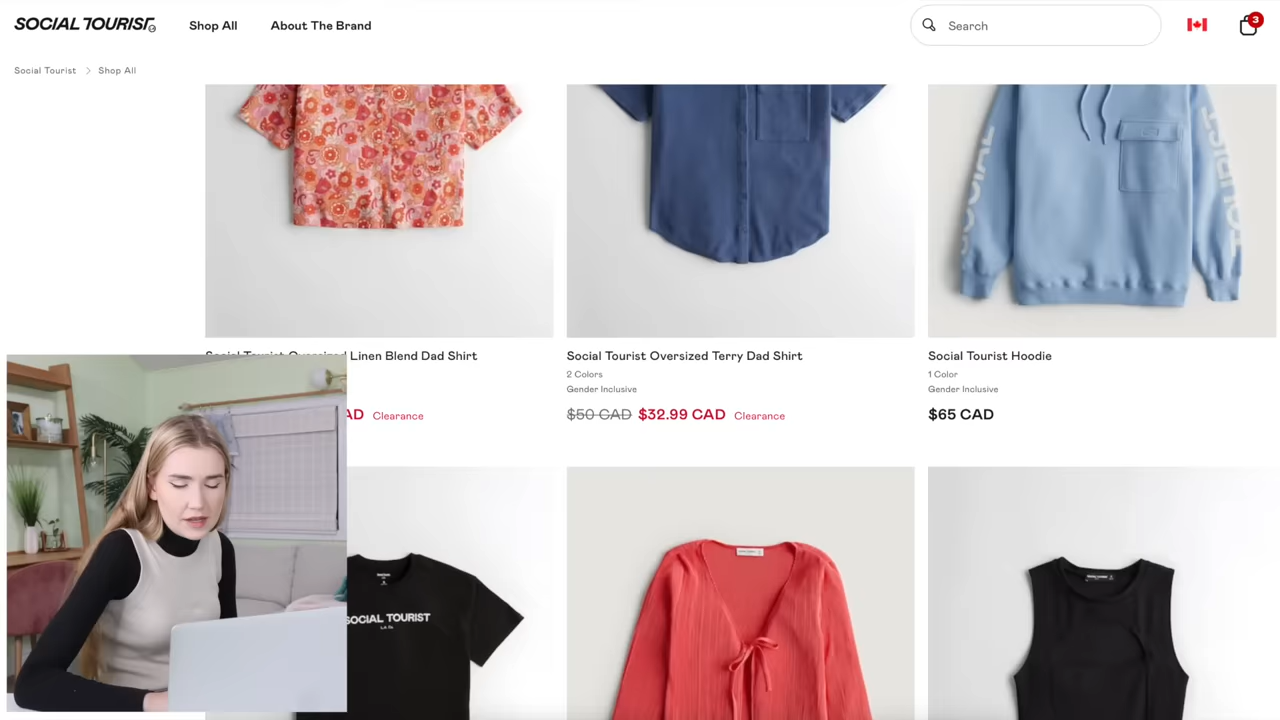 SOCIAL TOURIST
Shop All
About The Brand
Search
3
Social Tourist > Shop All
Social Tourist Oversized Linen Blend Dad Shirt
AD Clearance
Social Tourist Oversized Terry Dad Shirt
2 Colors
Gender Inclusive
$50 CAD $32.99 CAD Clearance
Social Tourist Hoodie
1 Color
Gender Inclusive
$65 CAD
SOCIAL
TOURIST
SOCIAL TOURIST